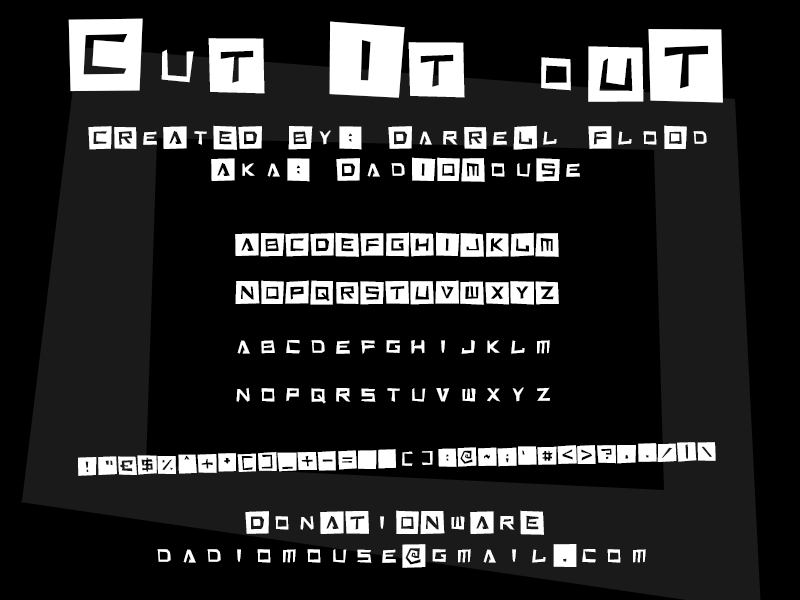 Cut It out
Created by: Darrell Flood
aka: Dadiomouse
ABCDEFGHIJKLM
NOPQRSTUVWXYZ
ABCDEFGHIJKLM
NOPQRSTUVWXYZ
DonATiOnwARE
dadiomouse@gmail.com